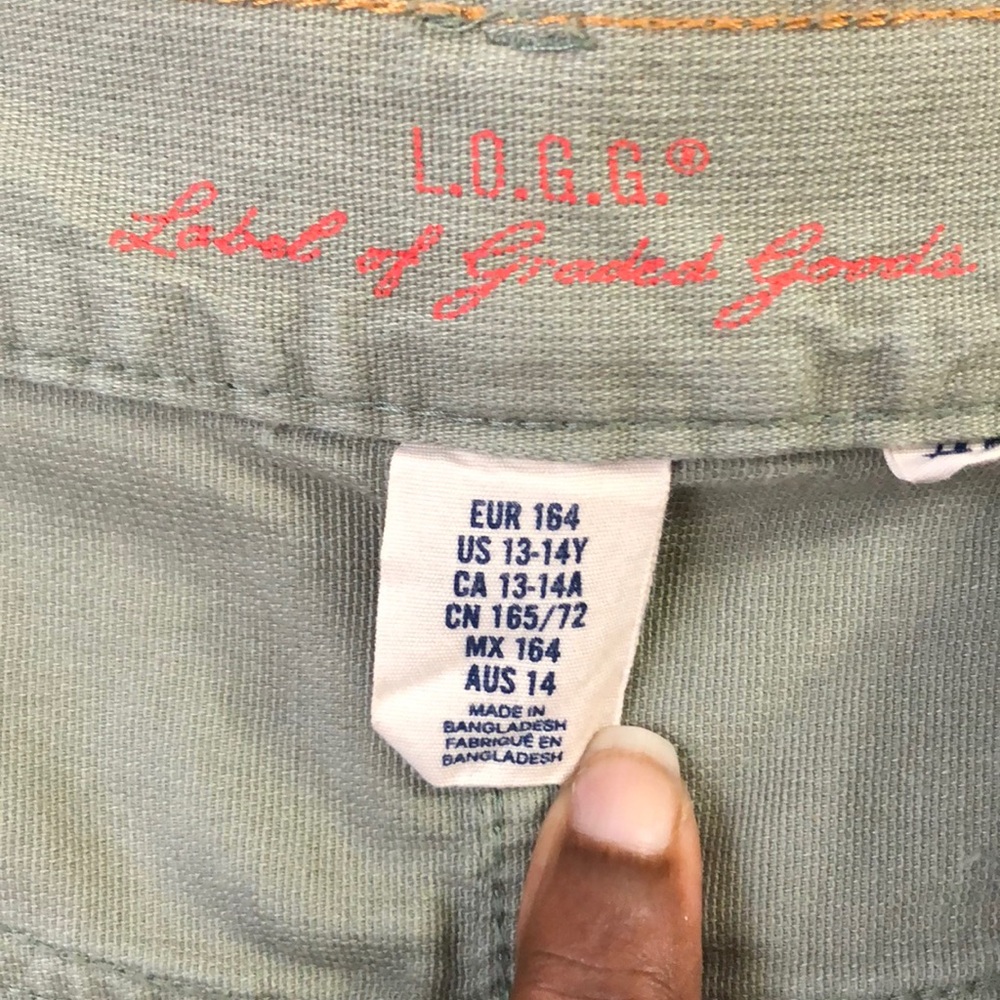 L.O.G.G.®
Label of Graded Goods
EUR 164
US 13-14Y
CA 13-14A
CN 165/72
MX 164
AUS 14
MADE IN
BANGLADESH
FABRIQUÉ EN
BANGLADESH